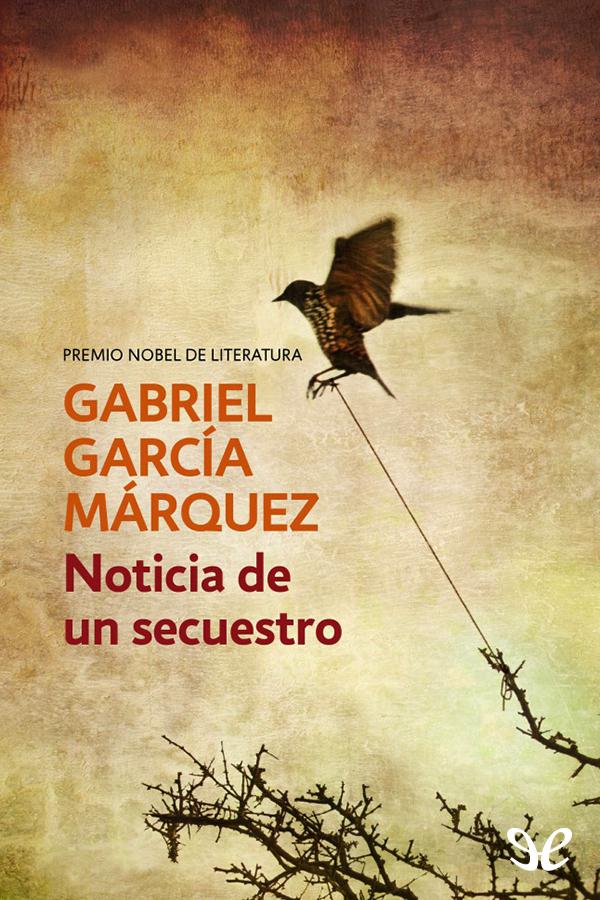 PREMIO NOBEL DE LITERATURA
GABRIEL
GARCÍA
MÁRQUEZ
Noticia de
un secuestro